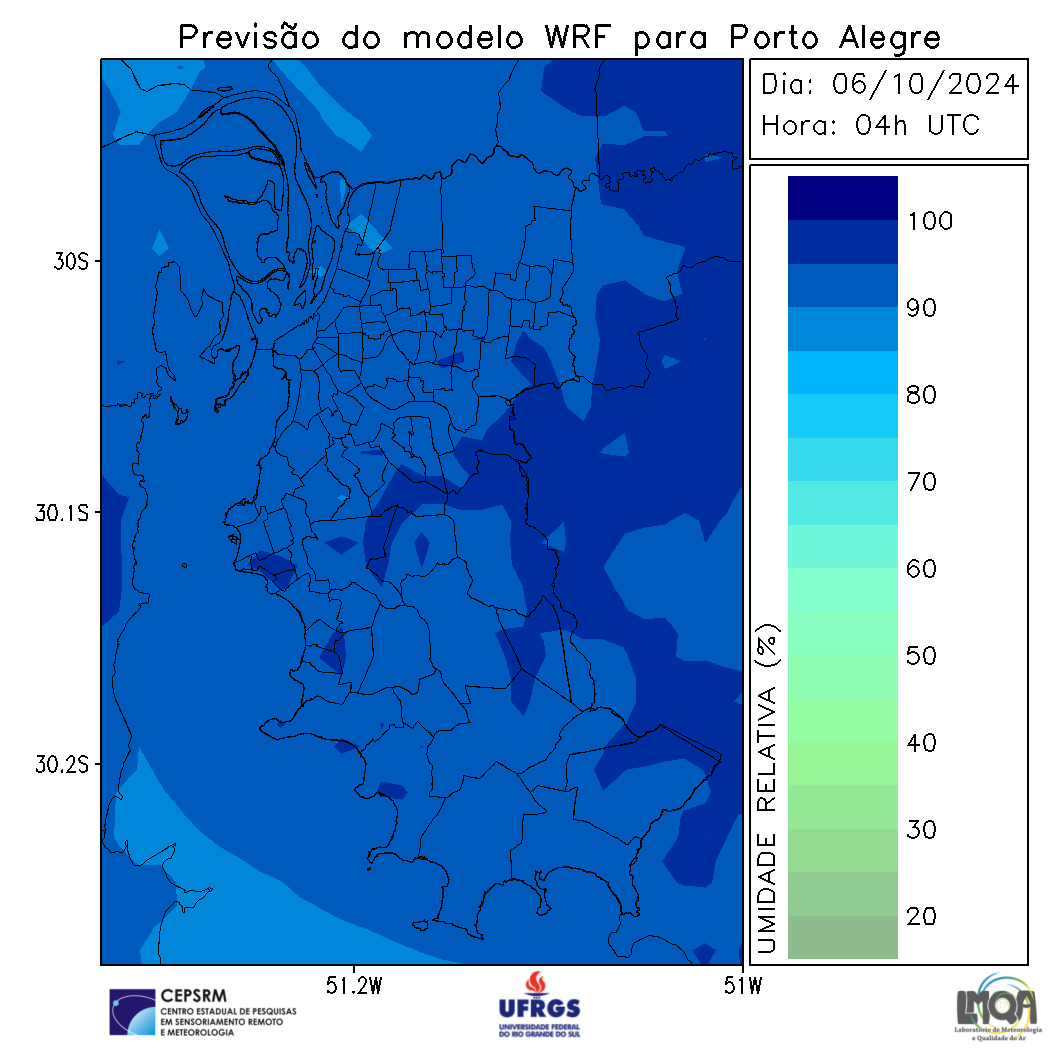 Previsão do modelo WRF para Porto Alegre
Dia: 06/10/2024
Hora: 04h UTC
30S
30.1S
30.2S
51.2W
51W
100
90
80
70
60
50
40
30
20
UMIDADE RELATIVA (%)
CEPSRM
CENTRO ESTADUAL DE PESQUISAS
EM SENSORIAMENTO REMOTO
E METEOROLOGIA
UFRGS
UNIVERSIDADE FEDERAL
DO RIO GRANDE DO SUL
LMQA
Laboratório de Meteorologia
e Qualidade do Ar